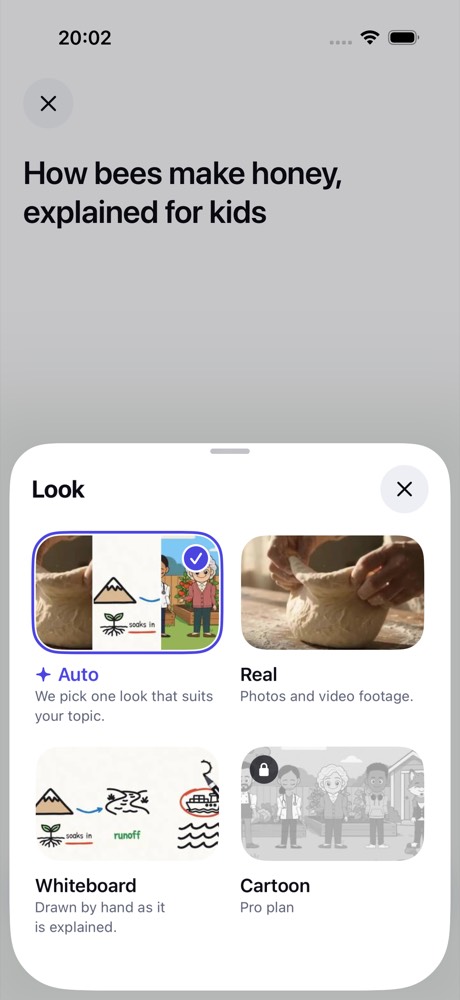 20:02
How bees make honey,
explained for kids
Look
soaks in
Auto
We pick one look that suits
your topic.
Real
Photos and video footage.
soaks in
runoff
Whiteboard
Drawn by hand as it
is explained.
Cartoon
Pro plan